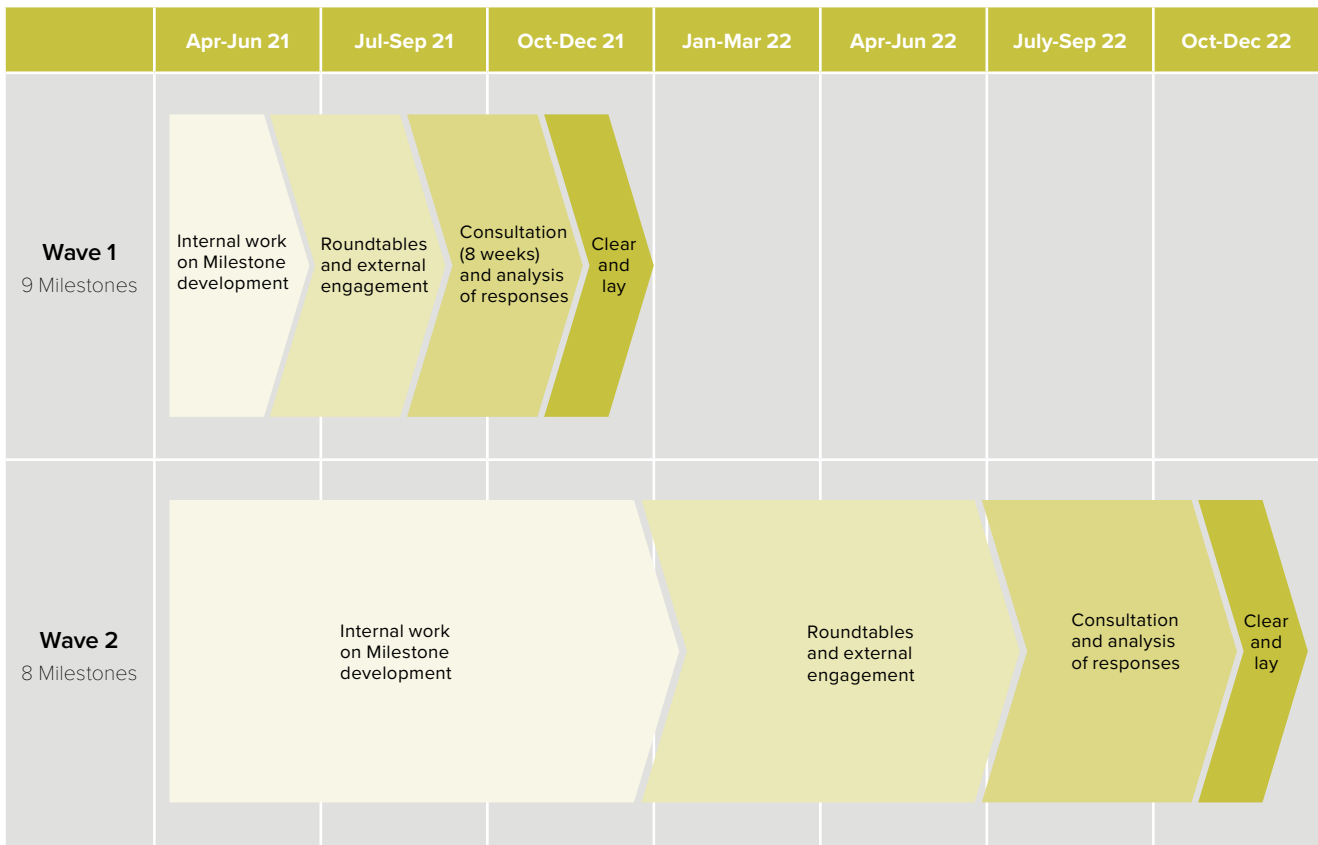 Apr-Jun 21
Jul-Sep 21
Oct-Dec 21
Jan-Mar 22
Apr-Jun 22
July-Sep 22
Oct-Dec 22
Wave 1
9 Milestones
Internal work
on Milestone
development
Roundtables
and external
engagement
Consultation
(8 weeks)
and analysis
of responses
Clear
and
lay
Wave 2
8 Milestones
Internal work
on Milestone
development
Roundtables
and external
engagement
Consultation
and analysis
of responses
Clear
and
lay